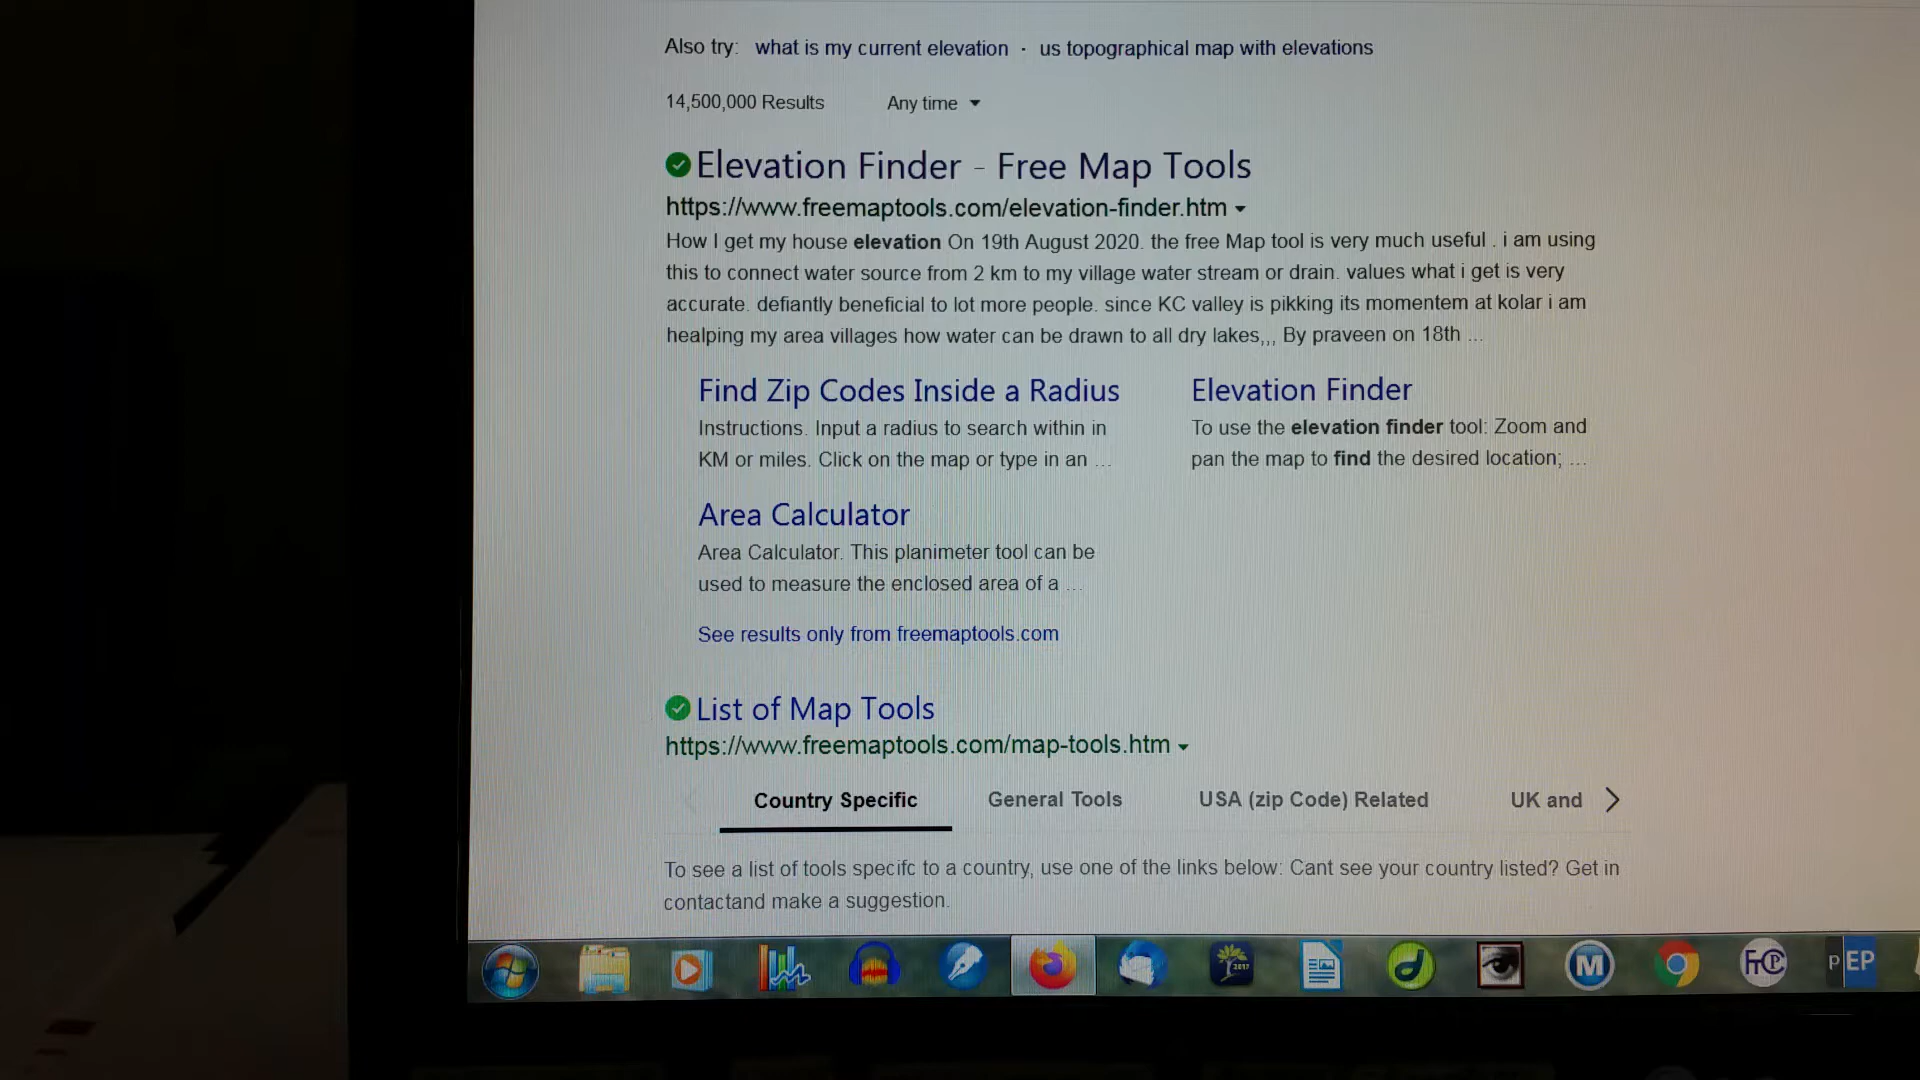 Also try: what is my current elevation · us topographical map with elevations
14,500,000 Results Any time
Elevation Finder - Free Map Tools
https://www.freemaptools.com/elevation-finder.htm
How I get my house elevation On 19th August 2020. the free Map tool is very much useful . i am using
this to connect water source from 2 km to my village water stream or drain. values what i get is very
accurate. defiantly beneficial to lot more people. since KC valley is pikking its momentem at kolar i am
healping my area villages how water can be drawn to all dry lakes,,, By praveen on 18th ...
Find Zip Codes Inside a Radius
Instructions. Input a radius to search within in
KM or miles. Click on the map or type in an ...
Elevation Finder
To use the elevation finder tool: Zoom and
pan the map to find the desired location; ...
Area Calculator
Area Calculator. This planimeter tool can be
used to measure the enclosed area of a ...
See results only from freemaptools.com
List of Map Tools
https://www.freemaptools.com/map-tools.htm
Country Specific General Tools USA (zip Code) Related UK and
To see a list of tools specifc to a country, use one of the links below: Cant see your country listed? Get in
contactand make a suggestion.
2017 M FTCP pEP